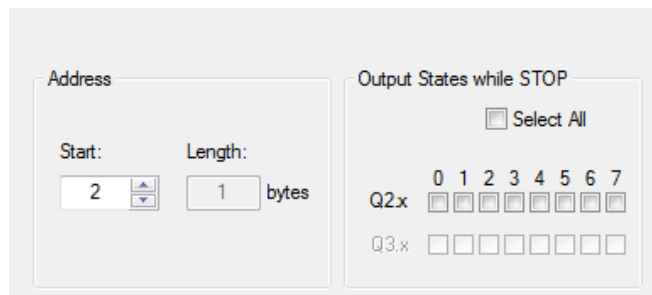 Address
Start:
Length:
2
1
bytes
Output States while STOP
Select All
0 1 2 3 4 5 6 7
Q2.x
Q3.x